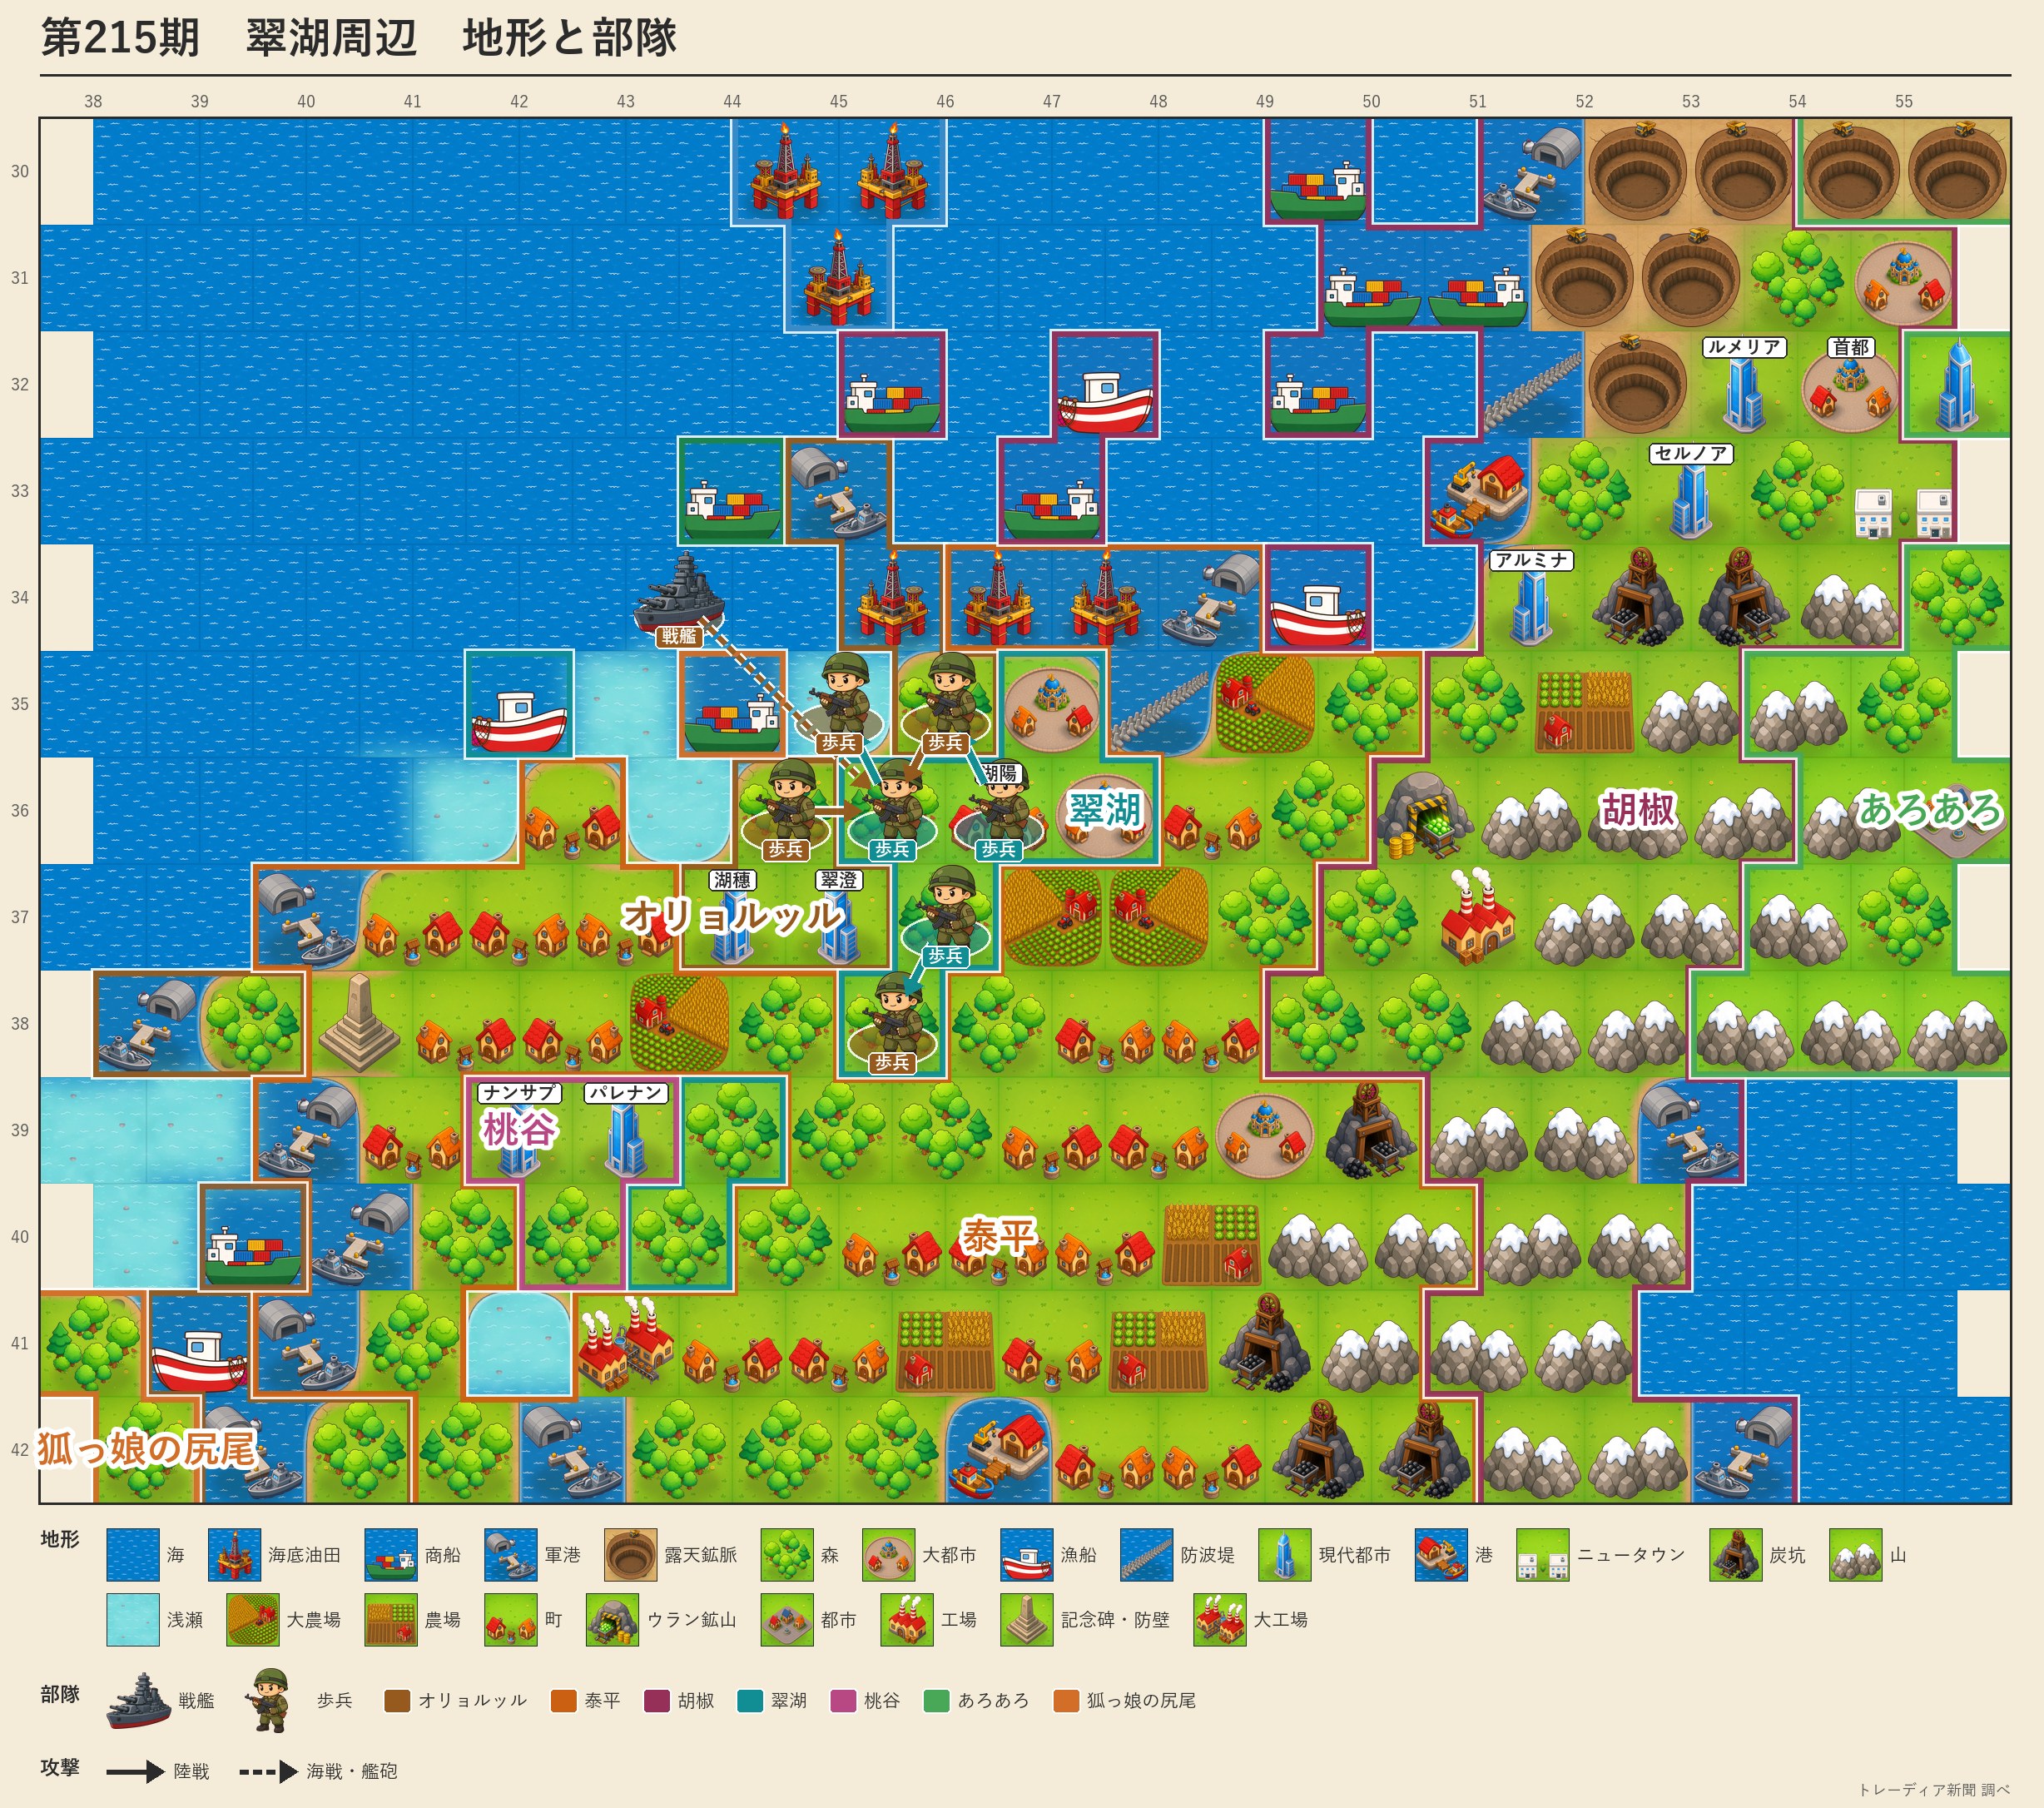 第215期　翠湖周辺　地形と部隊
38 39 40 41 42 43 44 45 46 47 48 49 50 51 52 53 54 55
30
31
32
ルメリア
首都
33
セルノア
34
アルミナ
戦艦
35
歩兵
歩兵
36
湖陽
翠湖
胡椒
あろあろ
歩兵
歩兵
歩兵
37
湖穂
翠澄
オリョルッル
歩兵
38
歩兵
39
ナンサプ
パレナン
桃谷
40
泰平
41
42
狐っ娘の尻尾
地形
海 海底油田 商船 軍港 露天鉱脈 森 大都市 漁船 防波堤 現代都市 港 ニュータウン 炭坑 山
浅瀬 大農場 農場 町 ウラン鉱山 都市 工場 記念碑・防壁 大工場
部隊 戦艦 歩兵 オリョルッル 泰平 胡椒 翠湖 桃谷 あろあろ 狐っ娘の尻尾
攻撃 陸戦 海戦・艦砲
トレーディア新聞 調べ